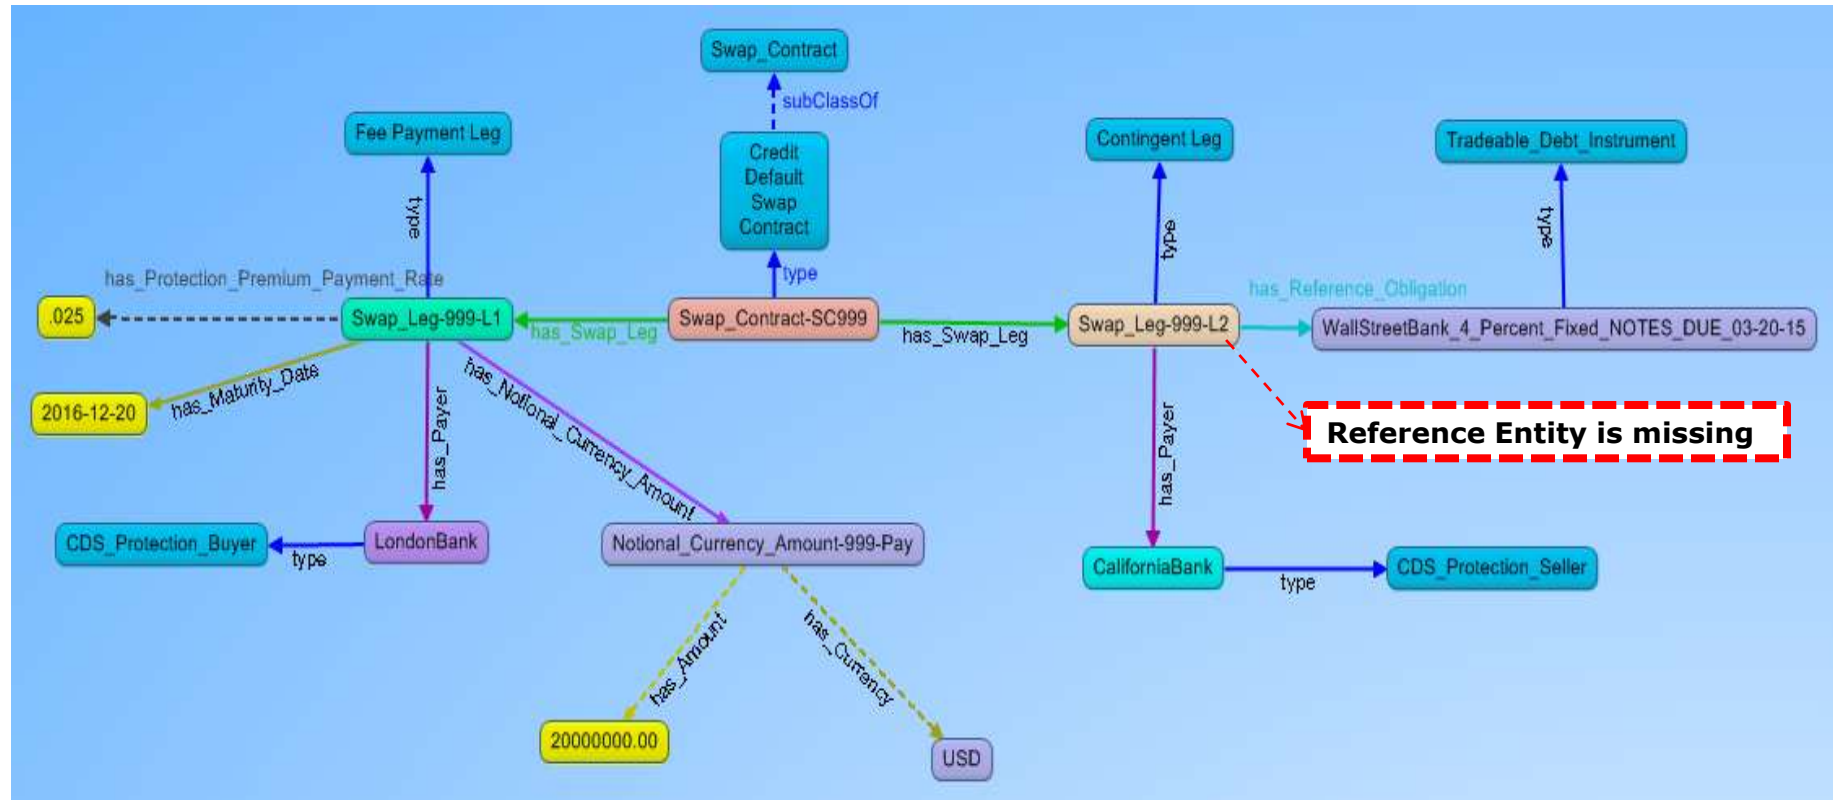 Swap_Contract
subClassOf
Fee Payment Leg
Credit
Default
Swap
Contract
Contingent Leg
Tradeable_Debt_Instrument
type
type
type
type
has_Protection_Premium_Payment_Rate
has_Reference_Obligation
.025
Swap_Leg-999-L1
has_Swap_Leg
Swap_Contract-SC999
has_Swap_Leg
Swap_Leg-999-L2
WallStreetBank_4_Percent_Fixed_NOTES_DUE_03-20-15
2016-12-20
has_Maturity_Date
has_Payer
has_Notional_Currency_Amount
has_Payer
Reference Entity is missing
CDS_Protection_Buyer
type
LondonBank
Notional_Currency_Amount-999-Pay
CaliforniaBank
type
CDS_Protection_Seller
has_Amount
has_Currency
20000000.00
USD